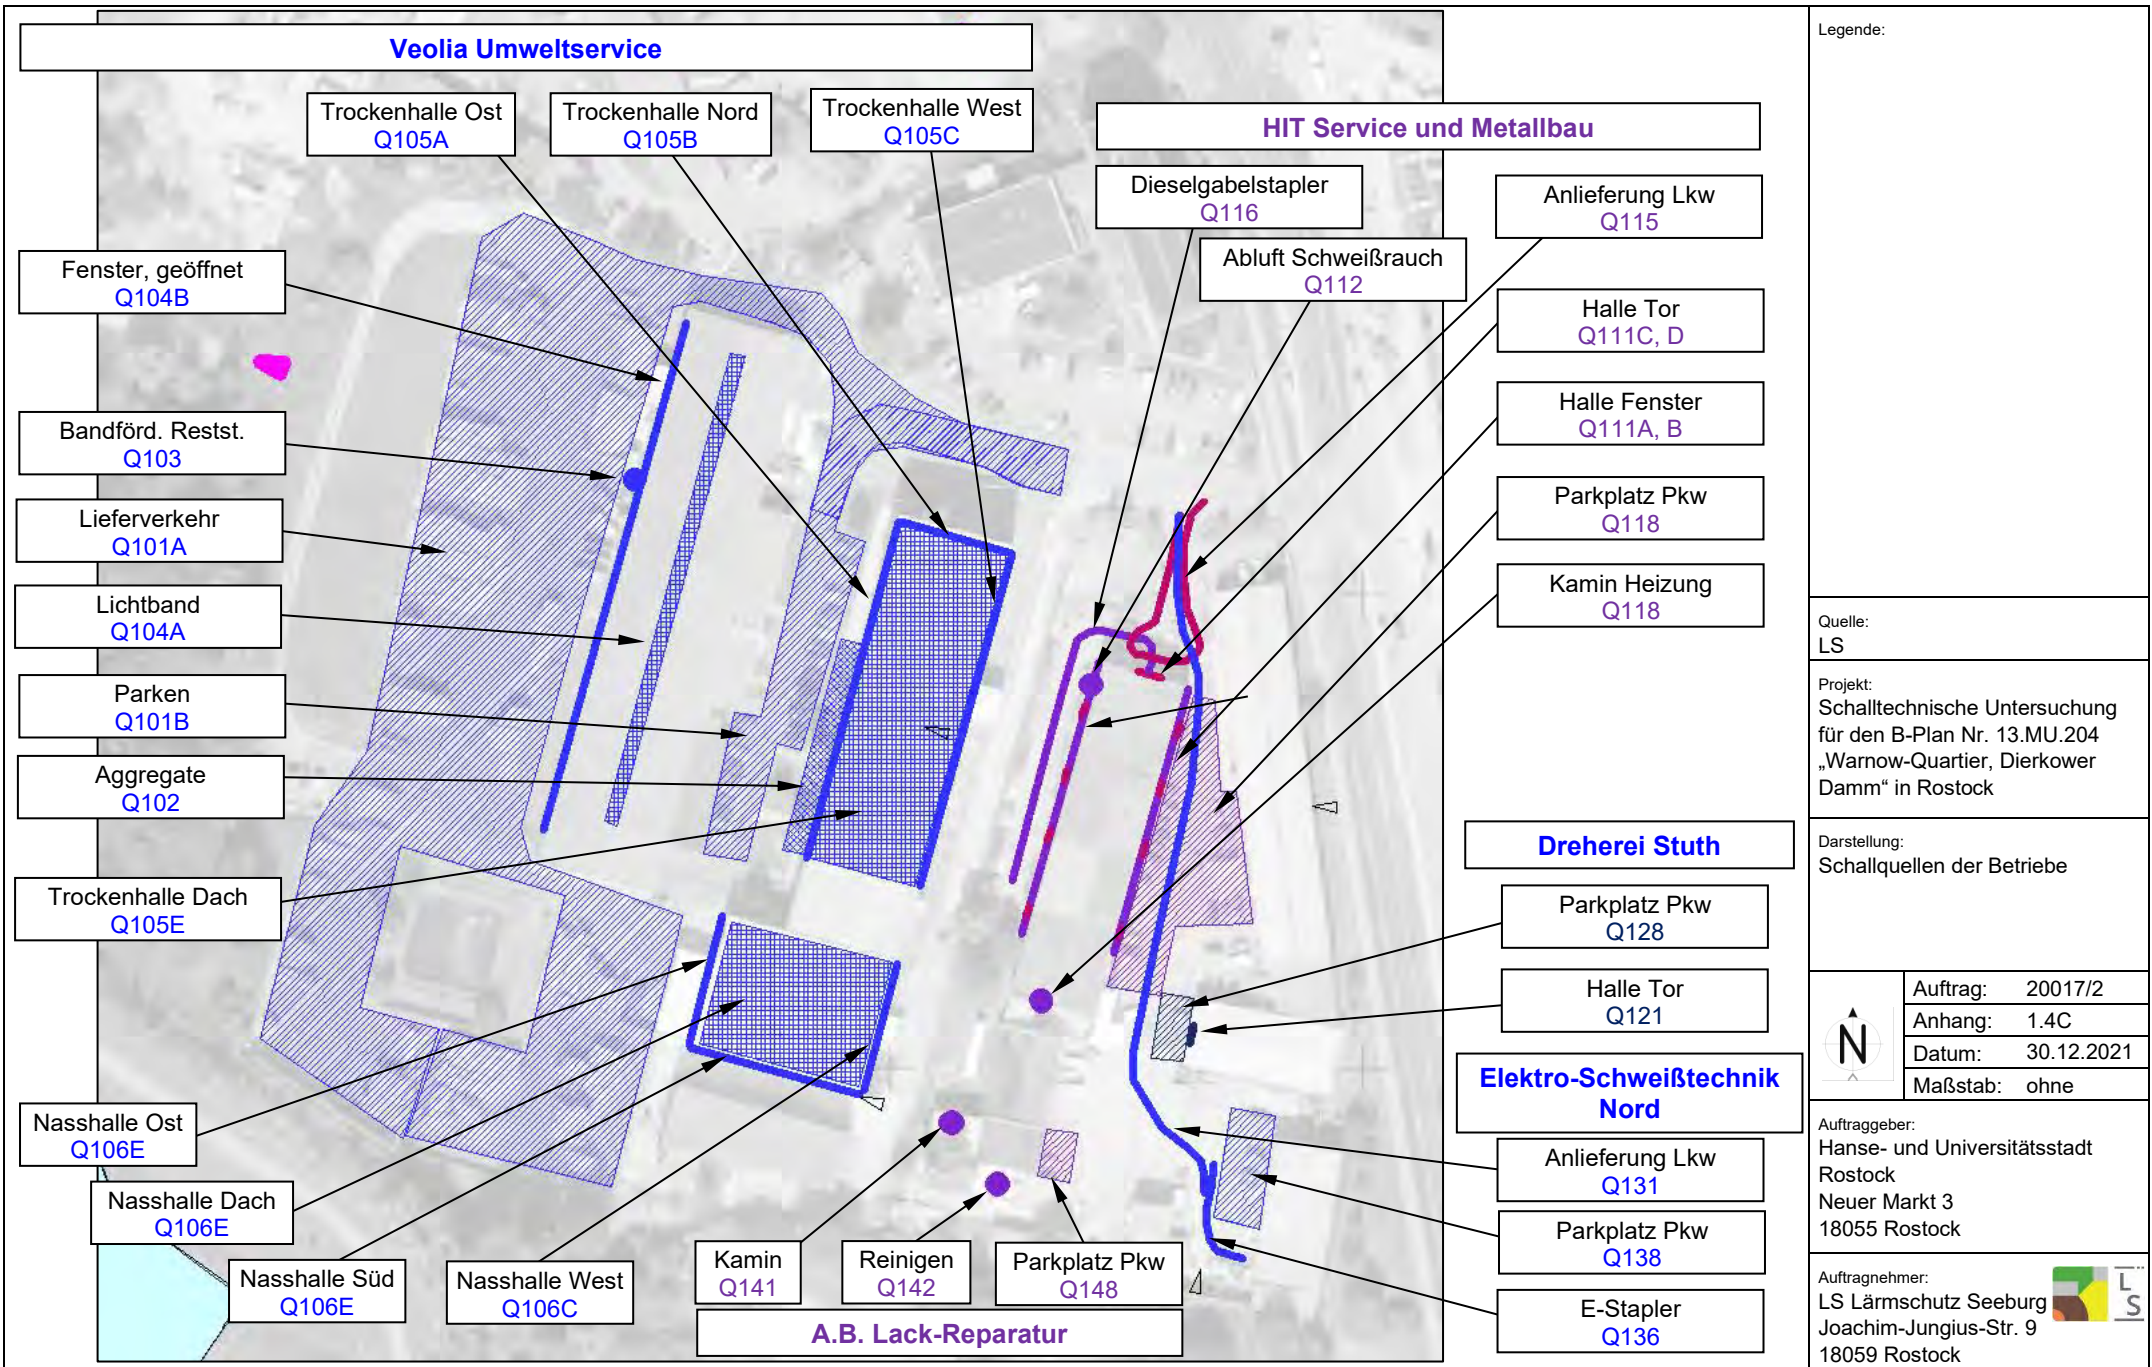 Veolia Umweltservice
Trockenhalle Ost
Q105A
Trockenhalle Nord
Q105B
Trockenhalle West
Q105C
HIT Service und Metallbau
Dieselgabelstapler
Q116
Abluft Schweißrauch
Q112
Anlieferung Lkw
Q115
Halle Tor
Q111C, D
Halle Fenster
Q111A, B
Parkplatz Pkw
Q118
Kamin Heizung
Q118
Fenster, geöffnet
Q104B
Bandförd. Restst.
Q103
Lieferverkehr
Q101A
Lichtband
Q104A
Parken
Q101B
Aggregate
Q102
Trockenhalle Dach
Q105E
Nasshalle Ost
Q106E
Nasshalle Dach
Q106E
Nasshalle Süd
Q106E
Nasshalle West
Q106C
Kamin
Q141
Reinigen
Q142
Parkplatz Pkw
Q148
A.B. Lack-Reparatur
Dreherei Stuth
Parkplatz Pkw
Q128
Halle Tor
Q121
Elektro-Schweißtechnik
Nord
Anlieferung Lkw
Q131
Parkplatz Pkw
Q138
E-Stapler
Q136
Legende:
Quelle:
LS
Projekt:
Schalltechnische Untersuchung
für den B-Plan Nr. 13.MU.204
„Warnow-Quartier, Dierkower
Damm“ in Rostock
Darstellung:
Schallquellen der Betriebe
N
Auftrag: 20017/2
Anhang: 1.4C
Datum: 30.12.2021
Maßstab: ohne
Auftraggeber:
Hanse- und Universitätsstadt
Rostock
Neuer Markt 3
18055 Rostock
Auftragnehmer:
LS Lärmschutz Seeburg
Joachim-Jungius-Str. 9
18059 Rostock
L
S